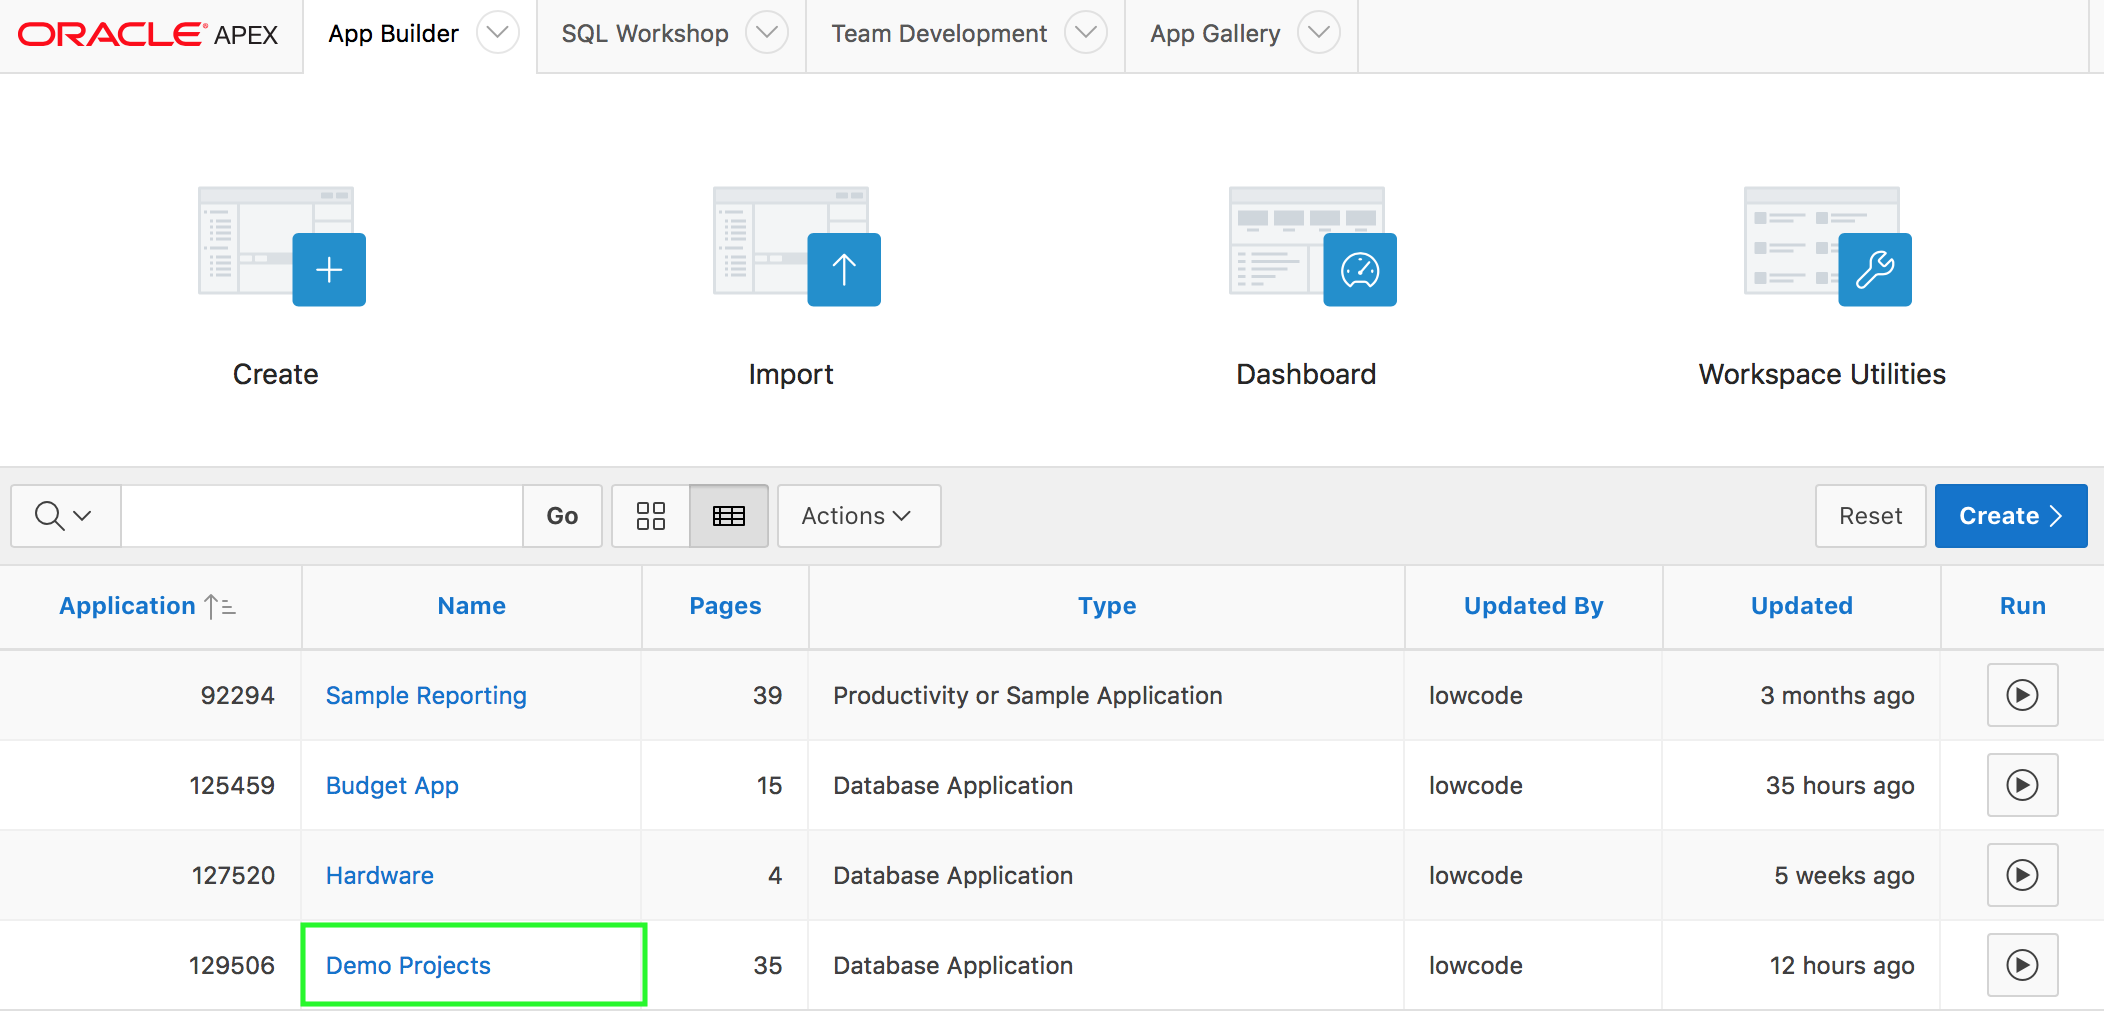 ORACLE® APEX App Builder SQL Workshop Team Development App Gallery
Create Import Dashboard Workspace Utilities
Go Actions Reset Create
Application Name Pages Type Updated By Updated Run
92294 Sample Reporting 39 Productivity or Sample Application lowcode 3 months ago
125459 Budget App 15 Database Application lowcode 35 hours ago
127520 Hardware 4 Database Application lowcode 5 weeks ago
129506 Demo Projects 35 Database Application lowcode 12 hours ago